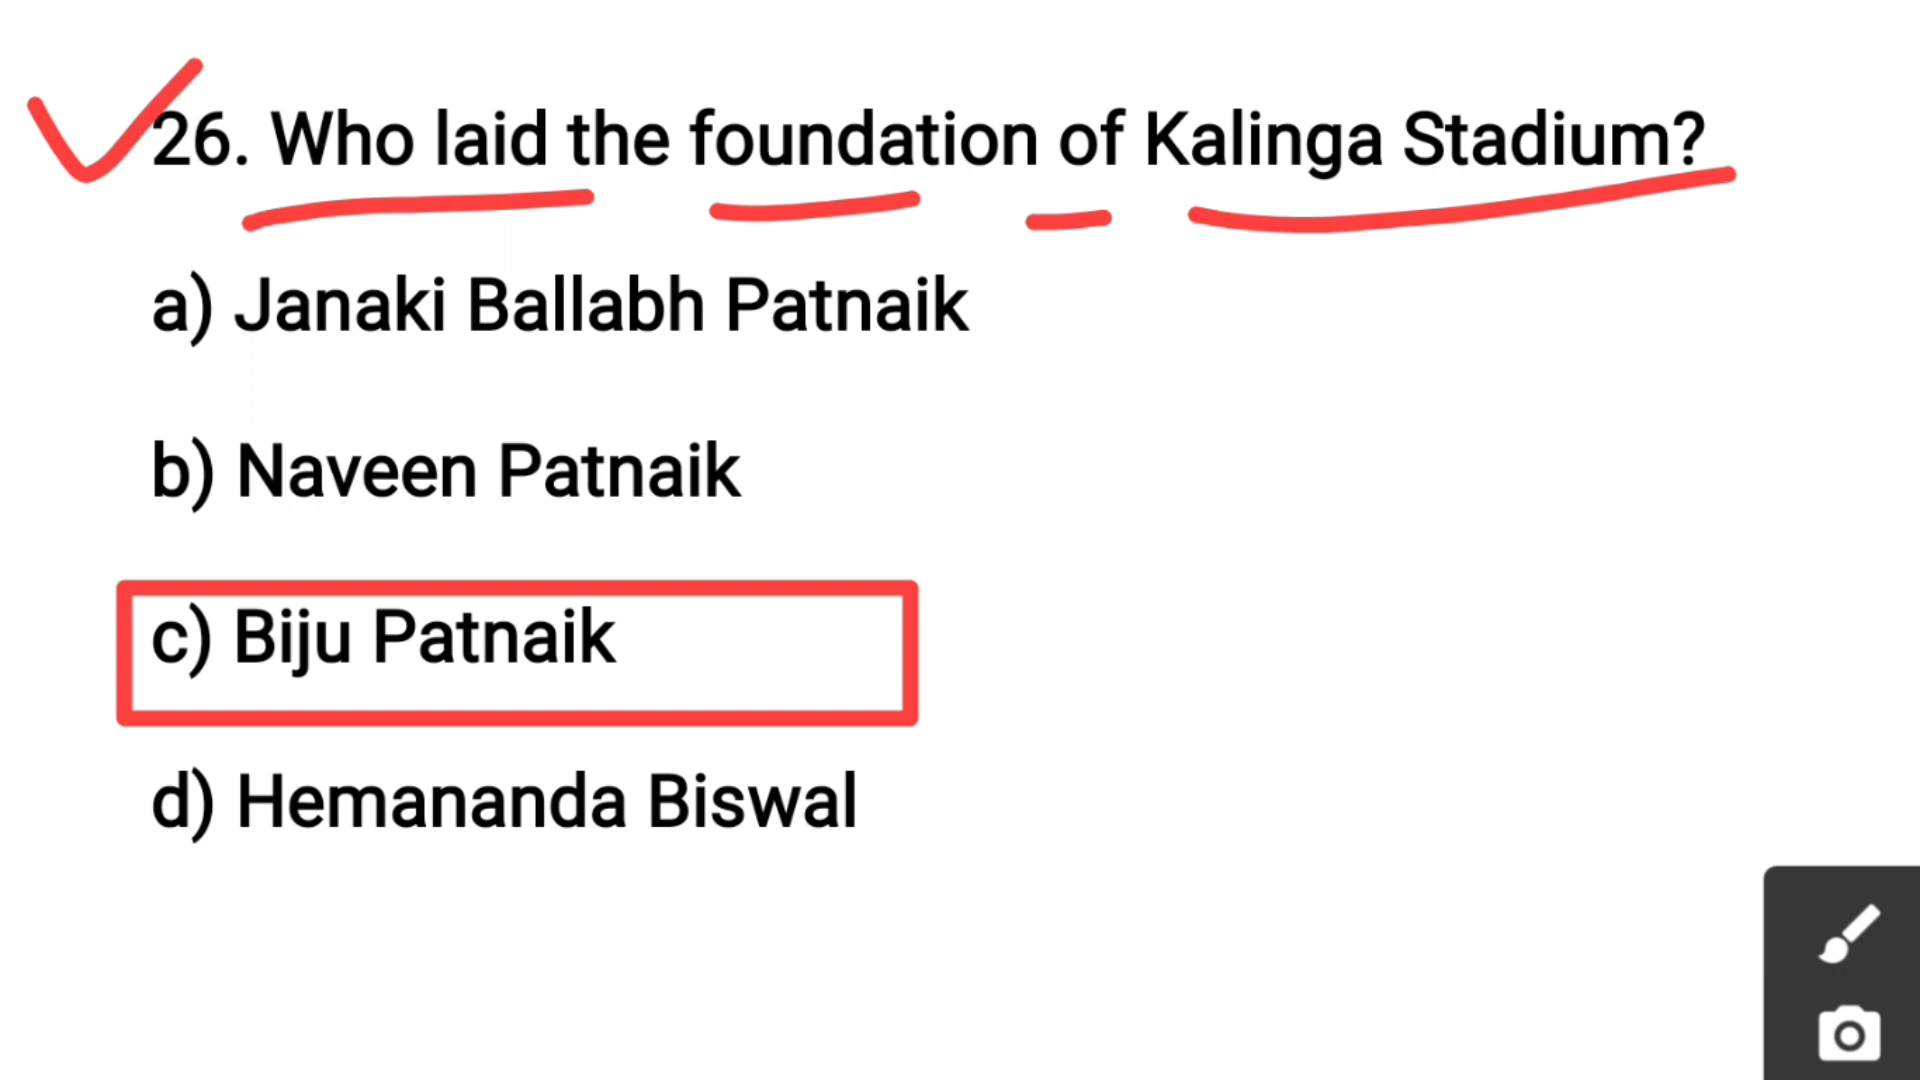 26. Who laid the foundation of Kalinga Stadium?
a) Janaki Ballabh Patnaik
b) Naveen Patnaik
c) Biju Patnaik
d) Hemananda Biswal